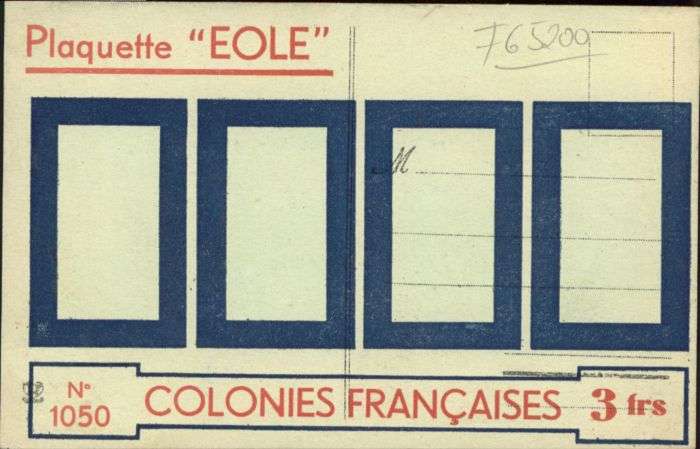 Plaquette "EOLE"
765200
M
N° 1050
COLONIES FRANÇAISES
3 frs